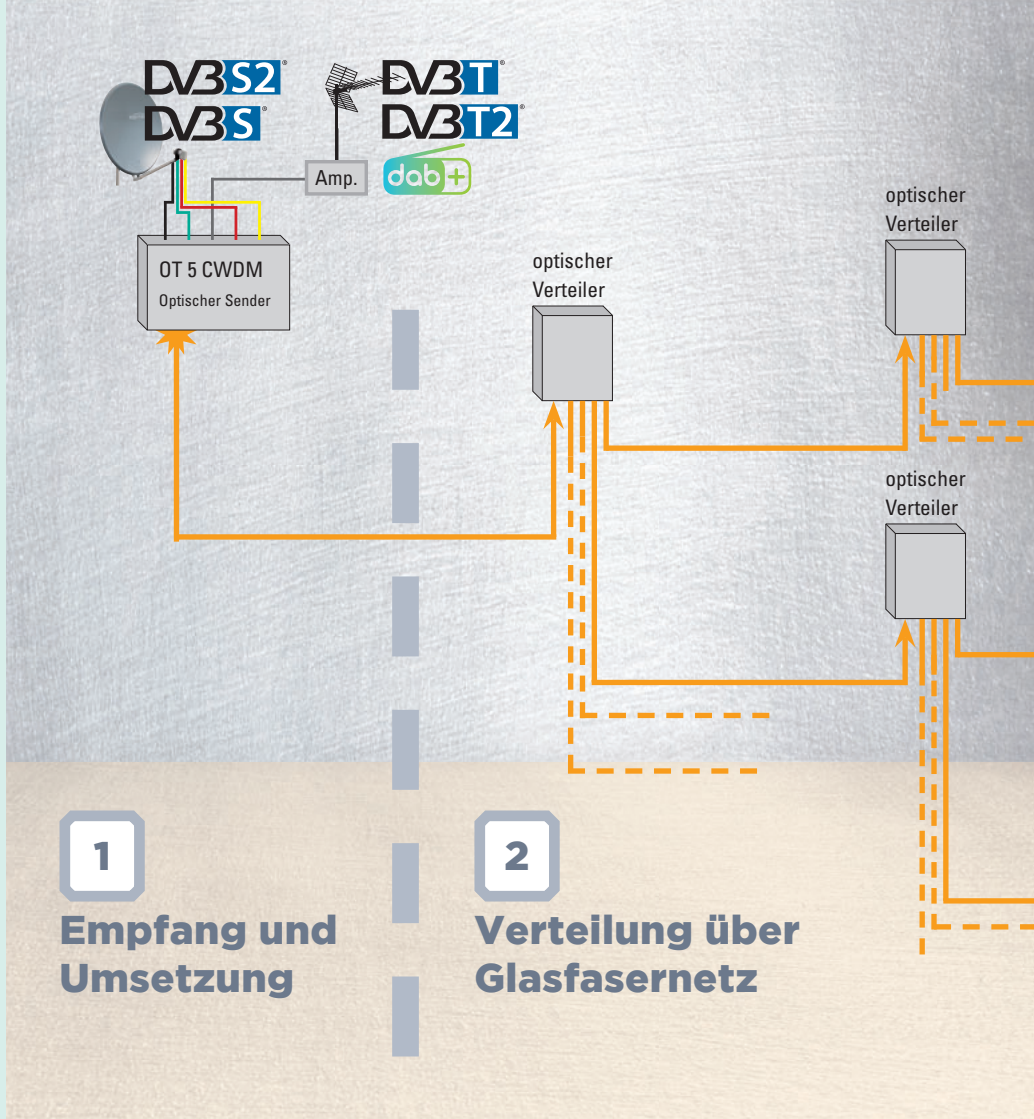 DVB S2®
DVB S®
DVB T®
DVB T2®
dab+
Amp.
OT 5 CWDM
Optischer Sender
optischer
Verteiler
optischer
Verteiler
optischer
Verteiler
1
Empfang und
Umsetzung
2
Verteilung über
Glasfasernetz